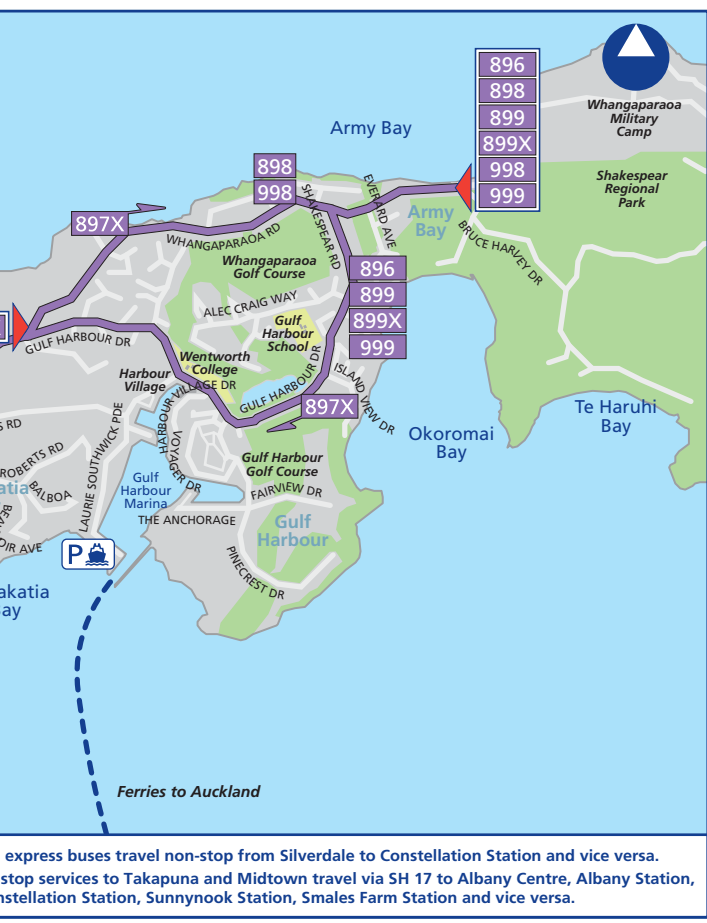 896
898
899
899X
998
999
Whangaparaoa
Military
Camp
Army Bay
Shakespear
Regional
Park
898
998
SHAKESPEAR RD
EVERARD AVE
Army
Bay
BRUCE HARVEY DR
897X
WHANGAPARAOA RD
Whangaparaoa
Golf Course
896
899
899X
999
ALEC CRAIG WAY
Gulf
Harbour
School
GULF HARBOUR DR
Wentworth
College
Harbour
Village
HARBOUR VILLAGE DR
GULF HARBOUR DR
ISLAND VIEW DR
897X
Te Haruhi
Bay
Okoromai
Bay
S RD
ROBERTS RD
LAURIE SOUTHWICK PDE
VOYAGER DR
Gulf Harbour
Golf Course
Gulf
Harbour
Marina
FAIRVIEW DR
atia
BALBOA
THE ANCHORAGE
Gulf
Harbour
DIR AVE
P
PINECREST DR
akatia
Bay
Ferries to Auckland
express buses travel non-stop from Silverdale to Constellation Station and vice versa.
stop services to Takapuna and Midtown travel via SH 17 to Albany Centre, Albany Station,
nstellation Station, Sunnynook Station, Smales Farm Station and vice versa.